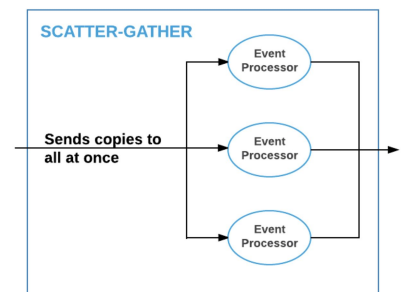 SCATTER-GATHER
Event
Processor
Sends copies to
all at once
Event
Processor
Event
Processor